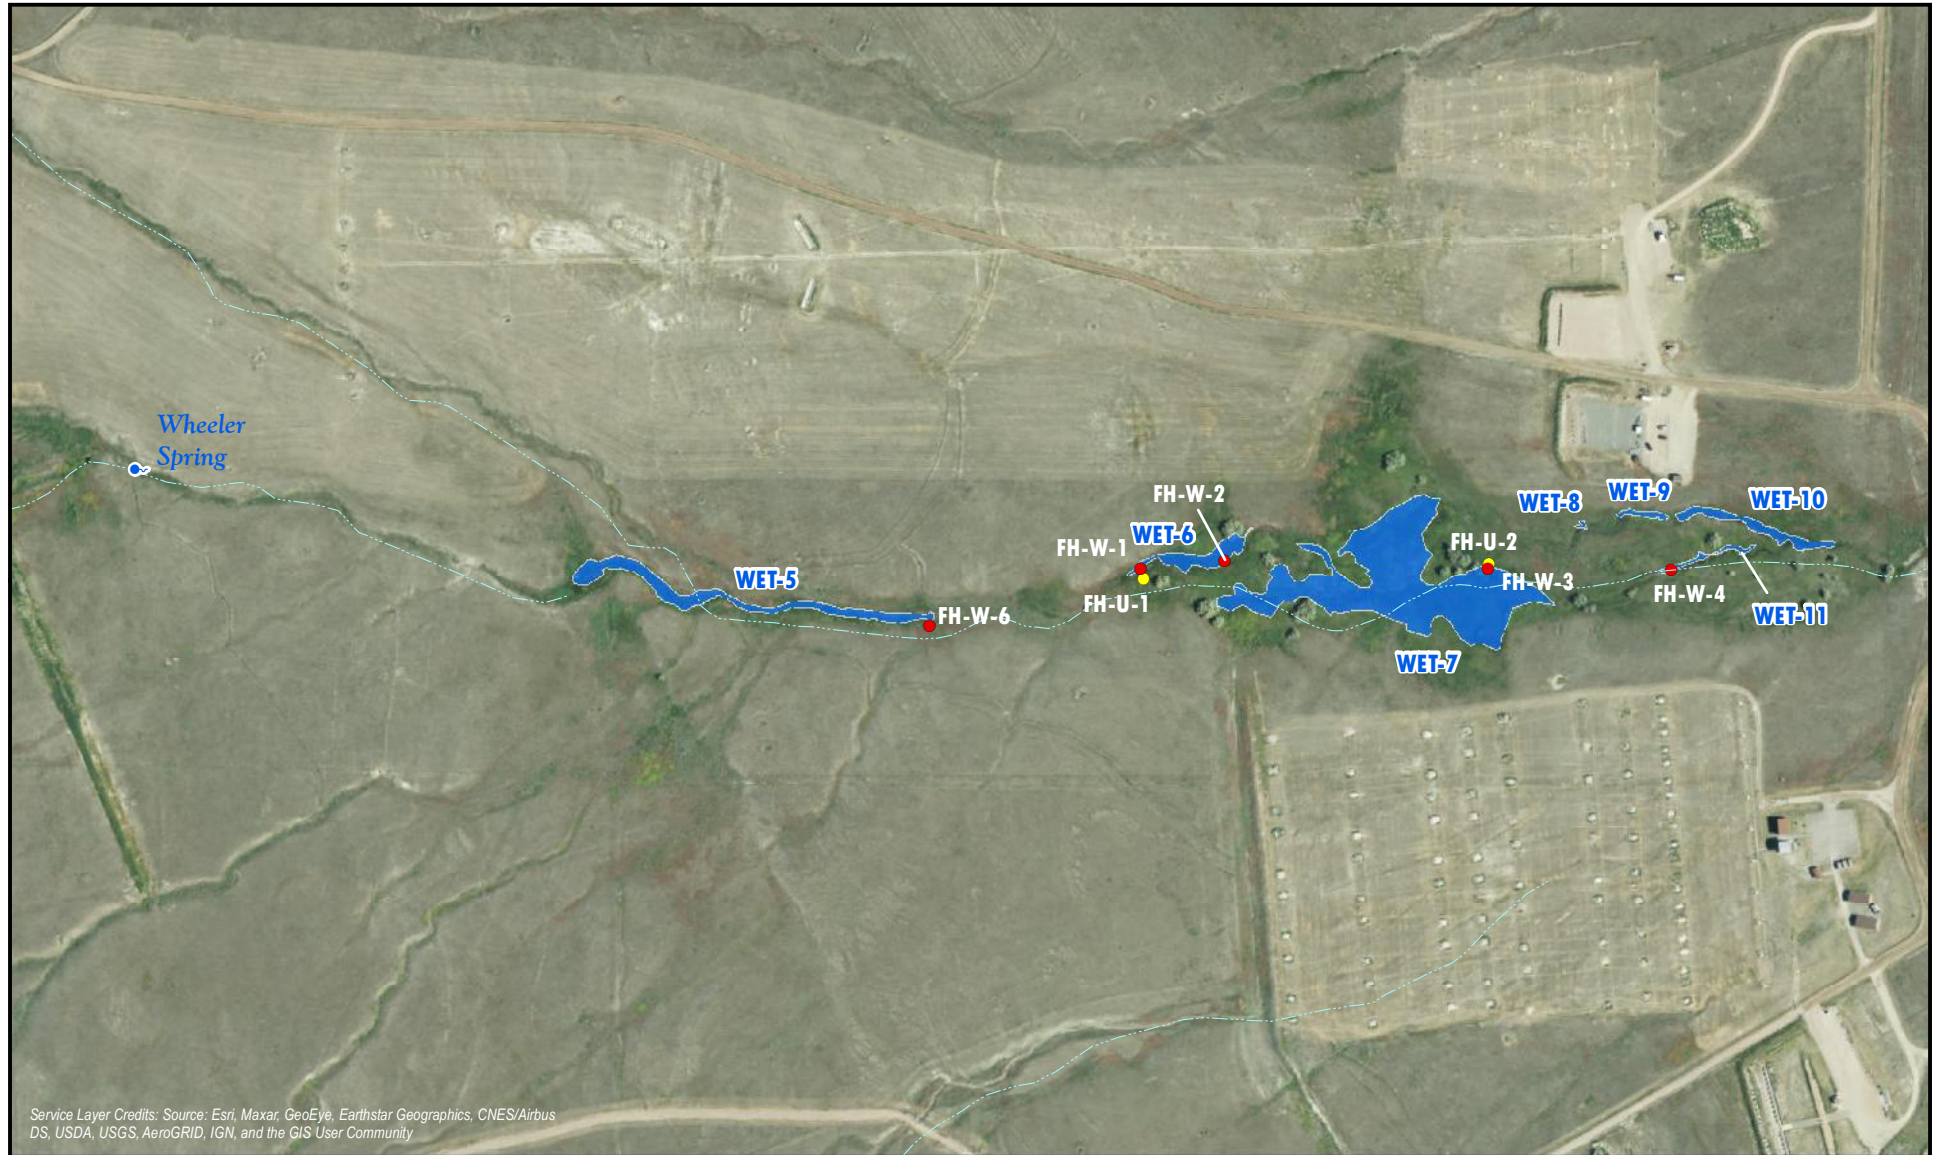 Wheeler
Spring
FH-W-2
WET-8
WET-9
WET-10
FH-W-1
WET-6
FH-U-2
WET-5
FH-W-3
FH-U-1
FH-W-4
FH-W-6
WET-11
WET-7
Service Layer Credits: Source: Esri, Maxar, GeoEye, Earthstar Geographics, CNES/Airbus
DS, USDA, USGS, AeroGRID, IGN, and the GIS User Community